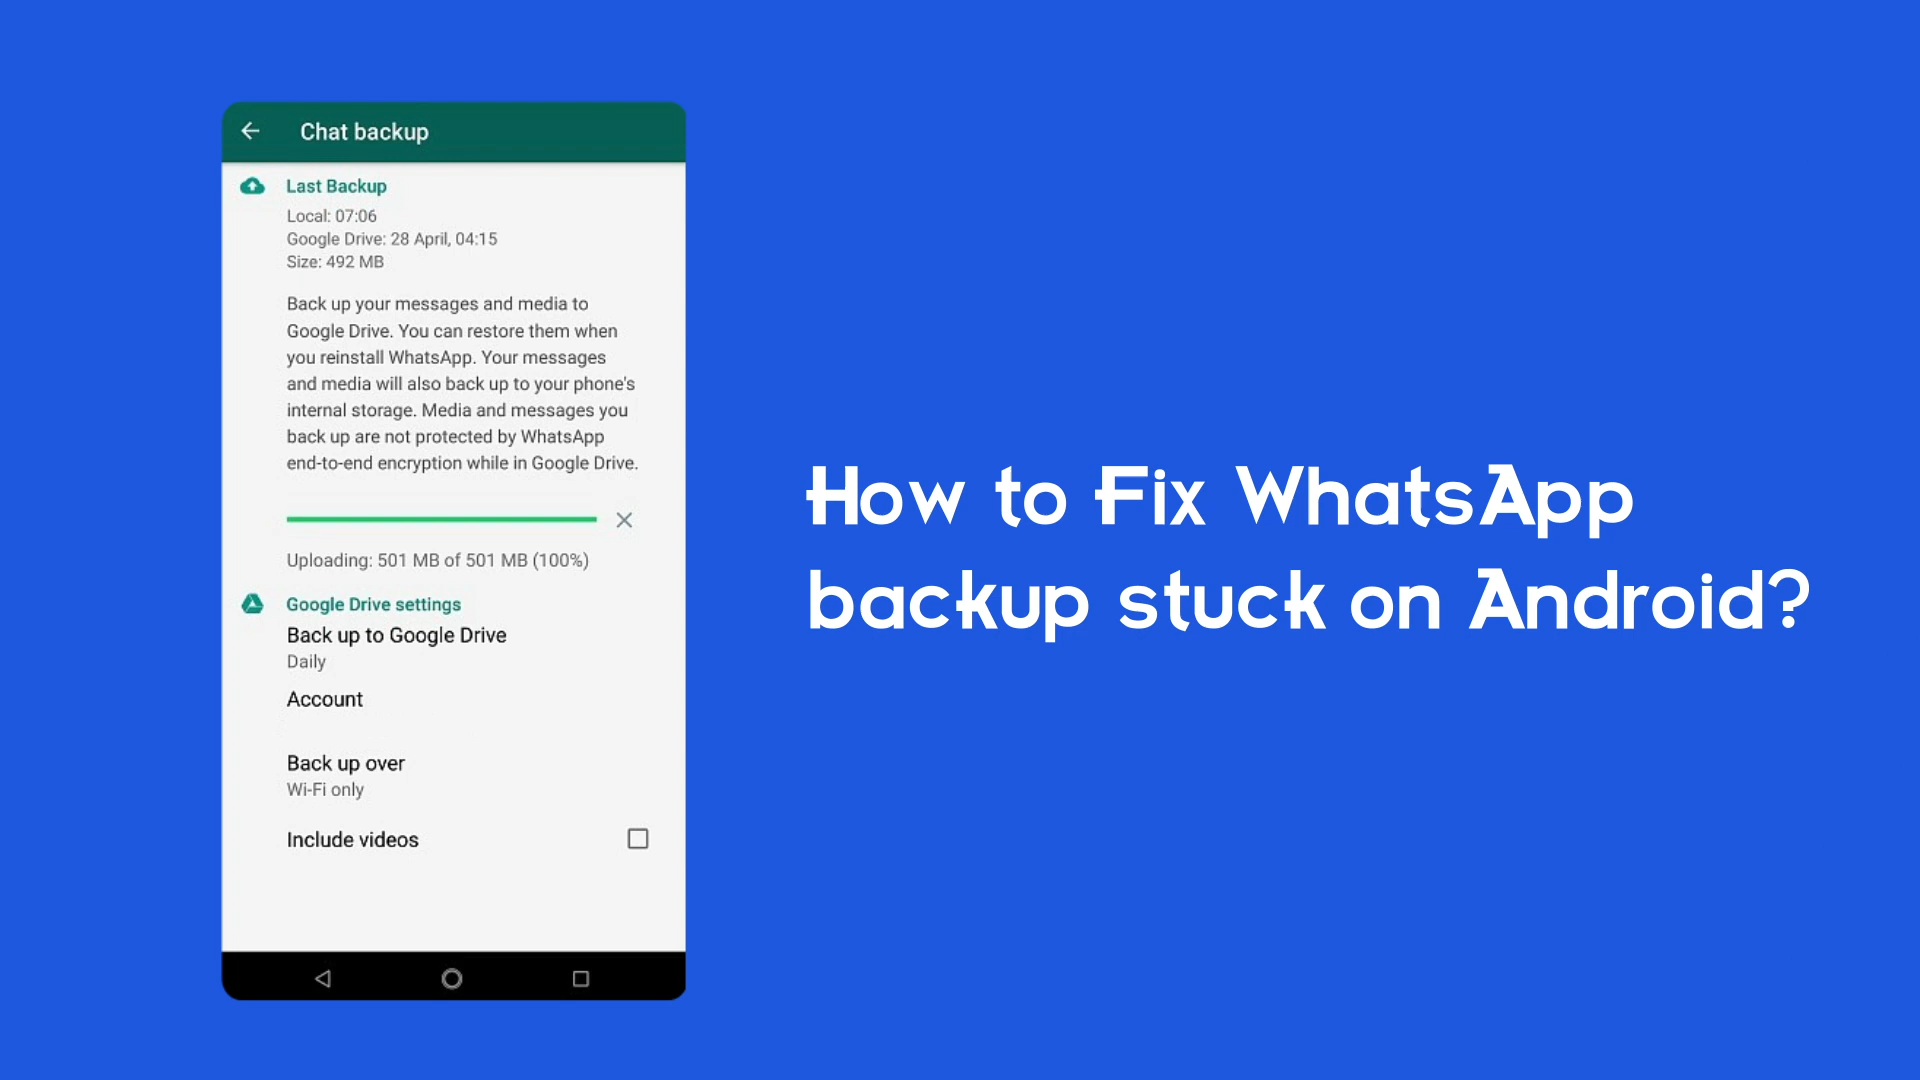 Chat backup
Last Backup
Local: 07:06
Google Drive: 28 April, 04:15
Size: 492 MB
Back up your messages and media to
Google Drive. You can restore them when
you reinstall WhatsApp. Your messages
and media will also back up to your phone's
internal storage. Media and messages you
back up are not protected by WhatsApp
end-to-end encryption while in Google Drive.
Uploading: 501 MB of 501 MB (100%)
Google Drive settings
Back up to Google Drive
Daily
Account
Back up over
Wi-Fi only
Include videos
How to Fix WhatsApp
backup stuck on Android?